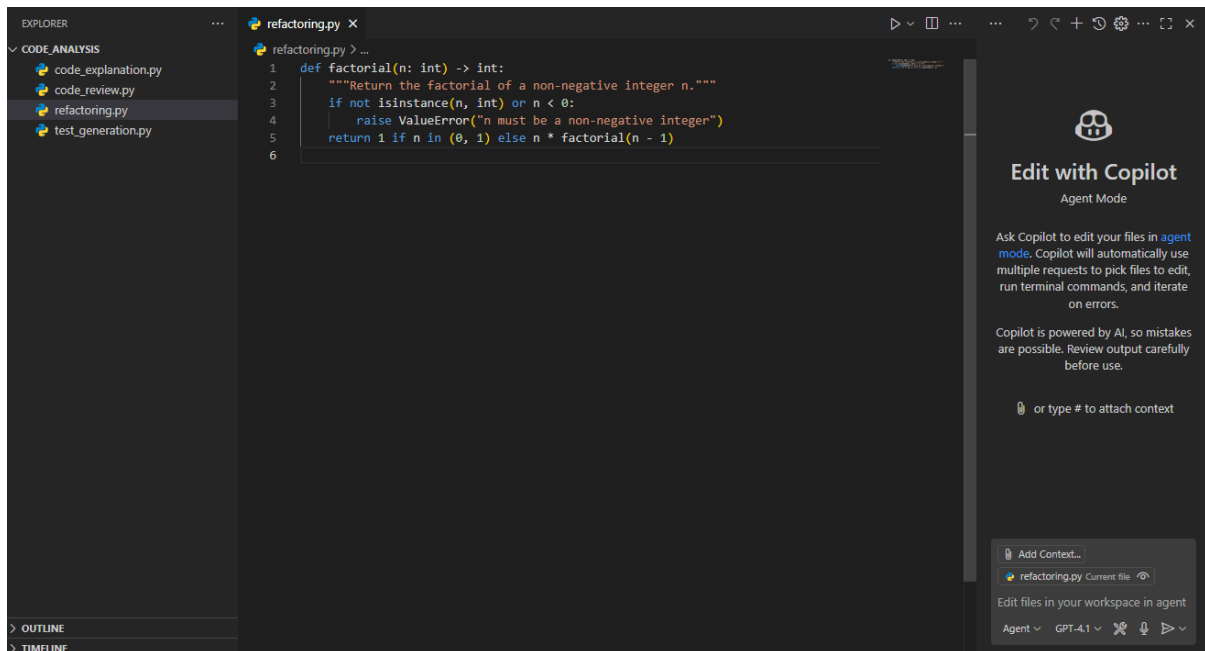 EXPLORER
CODE_ANALYSIS
code_explanation.py
code_review.py
refactoring.py
test_generation.py
OUTLINE
TIMELINE
refactoring.py
refactoring.py > ...
1 def factorial(n: int) -> int:
2 """Return the factorial of a non-negative integer n."""
3 if not isinstance(n, int) or n < 0:
4 raise ValueError("n must be a non-negative integer")
5 return 1 if n in (0, 1) else n * factorial(n - 1)
6
Edit with Copilot
Agent Mode
Ask Copilot to edit your files in agent
mode. Copilot will automatically use
multiple requests to pick files to edit,
run terminal commands, and iterate
on errors.
Copilot is powered by AI, so mistakes
are possible. Review output carefully
before use.
or type # to attach context
Add Context...
refactoring.py Current file
Edit files in your workspace in agent
Agent GPT-4.1